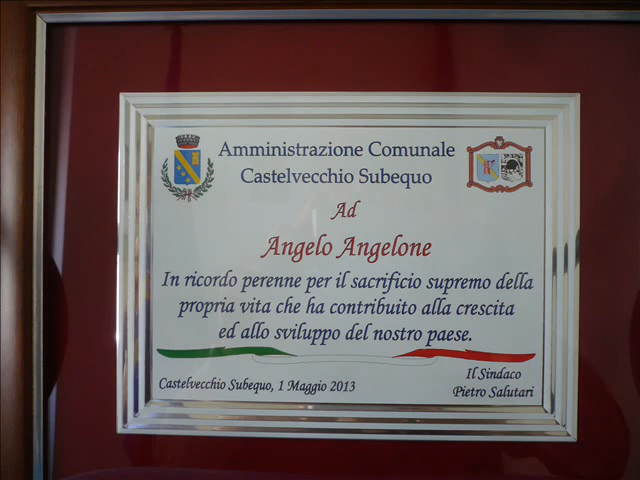 Amministrazione Comunale
Castelvecchio Subequo
Ad
Angelo Angelone
In ricordo perenne per il sacrificio supremo della
propria vita che ha contribuito alla crescita
ed allo sviluppo del nostro paese.
Castelvecchio Subequo, 1 Maggio 2013
Il Sindaco
Pietro Salutari